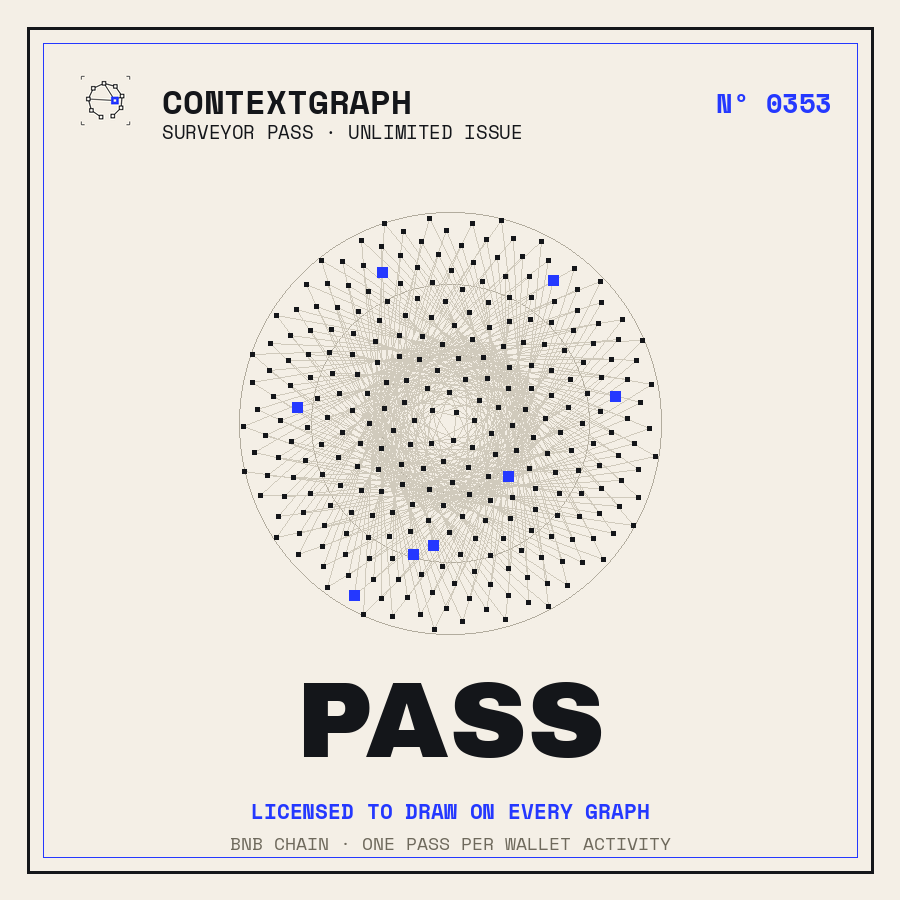 CONTEXTGRAPH
N° 0353
SURVEYOR PASS · UNLIMITED ISSUE
PASS
LICENSED TO DRAW ON EVERY GRAPH
BNB CHAIN · ONE PASS PER WALLET ACTIVITY